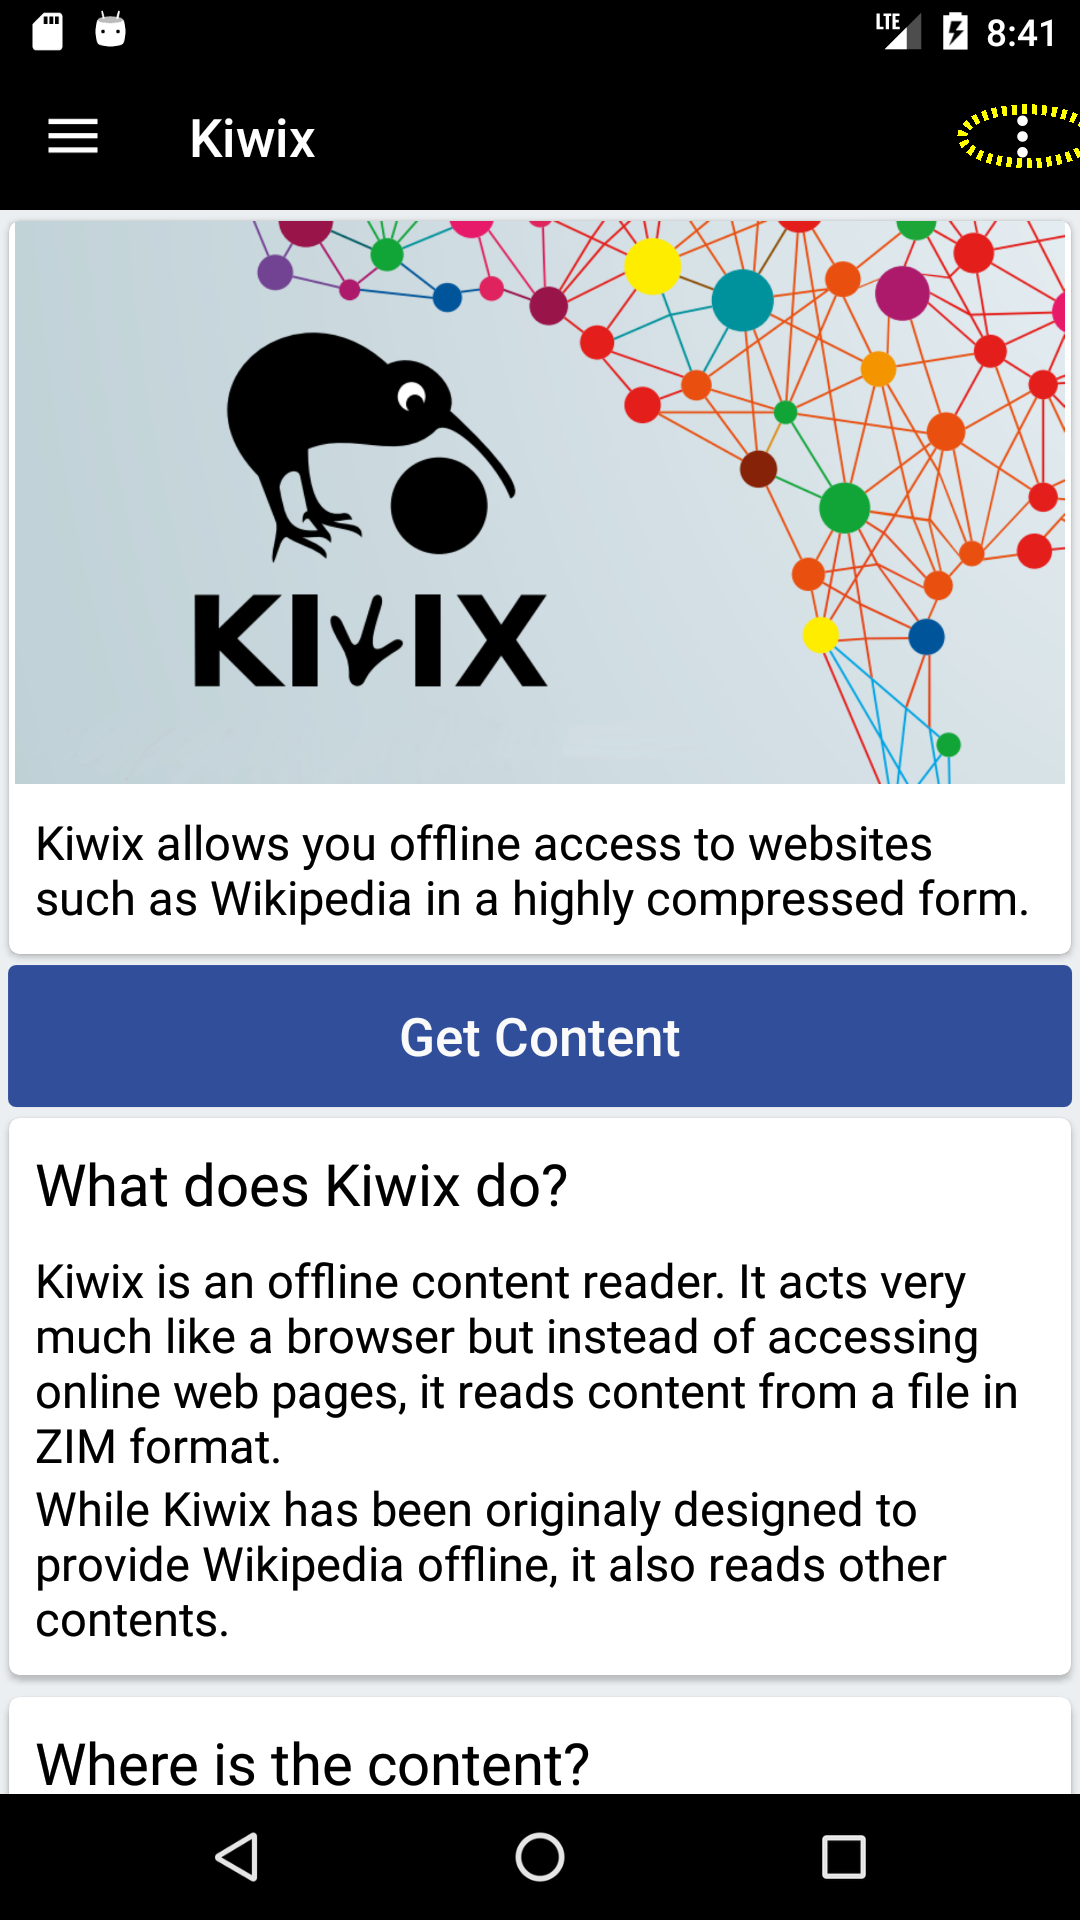 LTE 8:41
Kiwix
KIWIX
Kiwix allows you offline access to websites
such as Wikipedia in a highly compressed form.
Get Content
What does Kiwix do?
Kiwix is an offline content reader. It acts very
much like a browser but instead of accessing
online web pages, it reads content from a file in
ZIM format.
While Kiwix has been originaly designed to
provide Wikipedia offline, it also reads other
contents.
Where is the content?